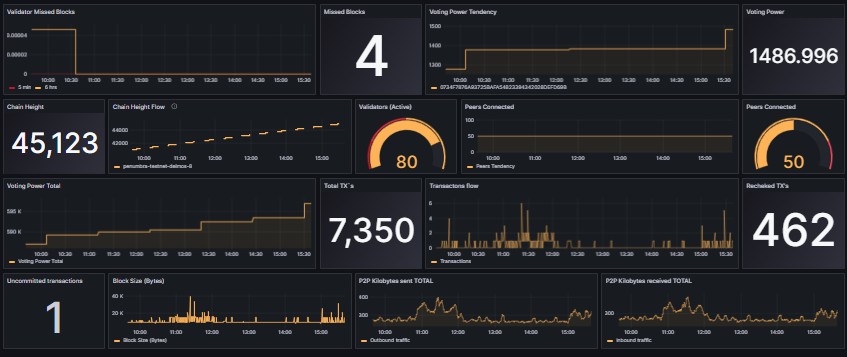 Validator Missed Blocks
0.00004
0.00002
0
10:00 10:30 11:00 11:30 12:00 12:30 13:00 13:30 14:00 14:30 15:00 15:30
5 min 6 hrs
Missed Blocks
4
Voting Power Tendency
1500
1400
1300
10:00 10:30 11:00 11:30 12:00 12:30 13:00 13:30 14:00 14:30 15:00 15:30
Voting Power
1486.996
Chain Height
45,123
Chain Height Flow
44000
42000
10:00 11:00 12:00 13:00 14:00 15:00
penumbra-testnet-deimos-8
Validators (Active)
80
Peers Connected
100
50
0
10:00 11:00 12:00 13:00 14:00 15:00
Peers Tendency
Peers Connected
50
Voting Power Total
595 K
590 K
10:00 10:30 11:00 11:30 12:00 12:30 13:00 13:30 14:00 14:30 15:00 15:30
Voting Power Total
Total TX`s
7,350
Transactons flow
6
4
2
0
10:00 10:30 11:00 11:30 12:00 12:30 13:00 13:30 14:00 14:30 15:00 15:30
Transactions
Recheked TX's
462
Uncommitted transactions
1
Block Size (Bytes)
40 K
20 K
10:00 11:00 12:00 13:00 14:00 15:00
Block Size (Bytes)
P2P Kilobytes sent TOTAL
400
200
10:00 11:00 12:00 13:00 14:00 15:00
Outbound traffic
P2P Kilobytes received TOTAL
200
10:00 11:00 12:00 13:00 14:00 15:00
Inbound traffic